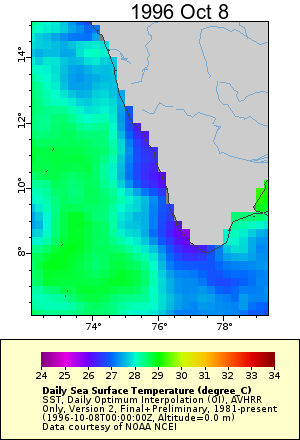 1996 Oct 8
14°
12°
10°
8°
74° 76° 78°
24 25 26 27 28 29 30 31 32 33 34
Daily Sea Surface Temperature (degree_C)
SST, Daily Optimum Interpolation (OI), AVHRR
Only, Version 2, Final+Preliminary, 1981-present
(1996-10-08T00:00:00Z, Altitude=0.0 m)
Data courtesy of NOAA NCEI